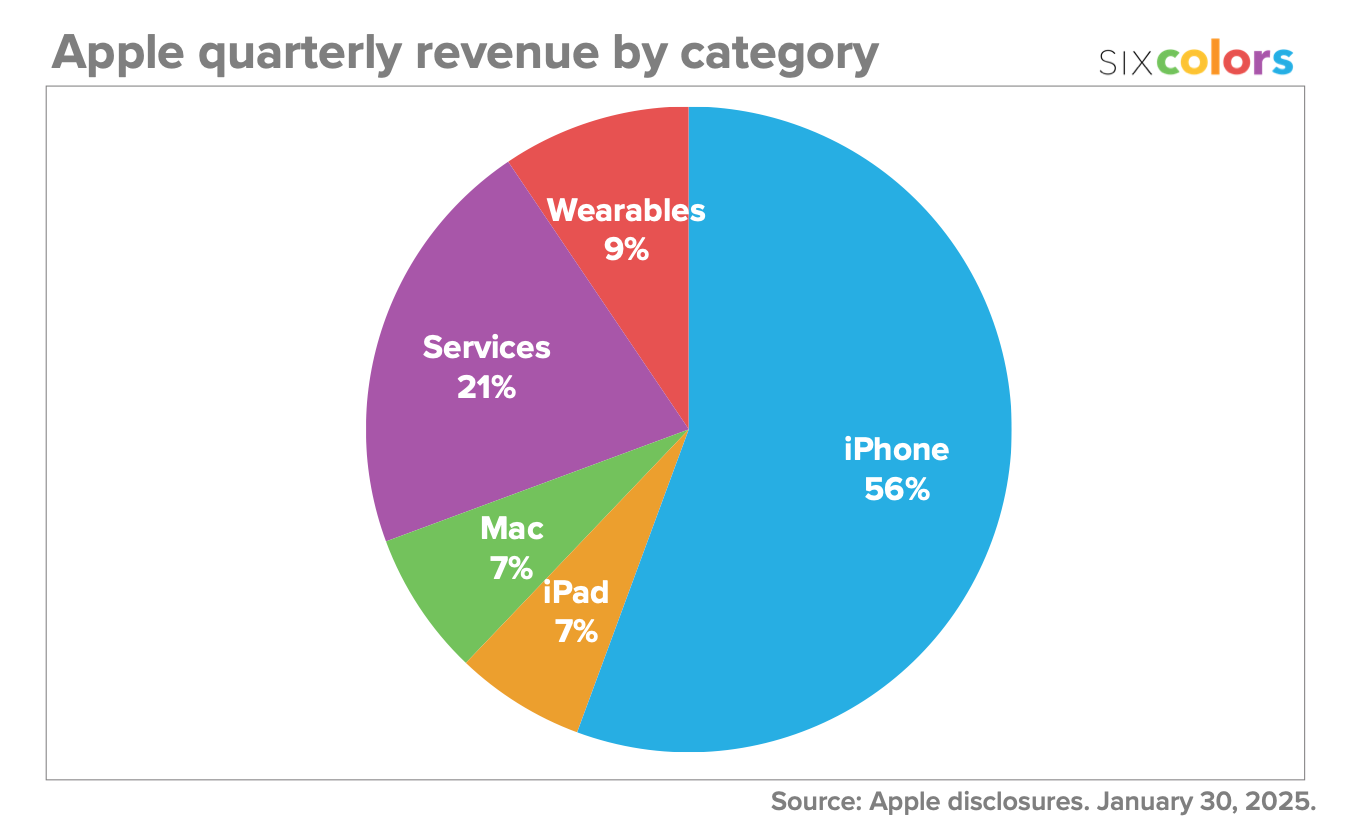 Apple quarterly revenue by category
SIXcolors
Wearables
9%
Services
21%
iPhone
56%
Mac
7%
iPad
7%
Source: Apple disclosures. January 30, 2025.